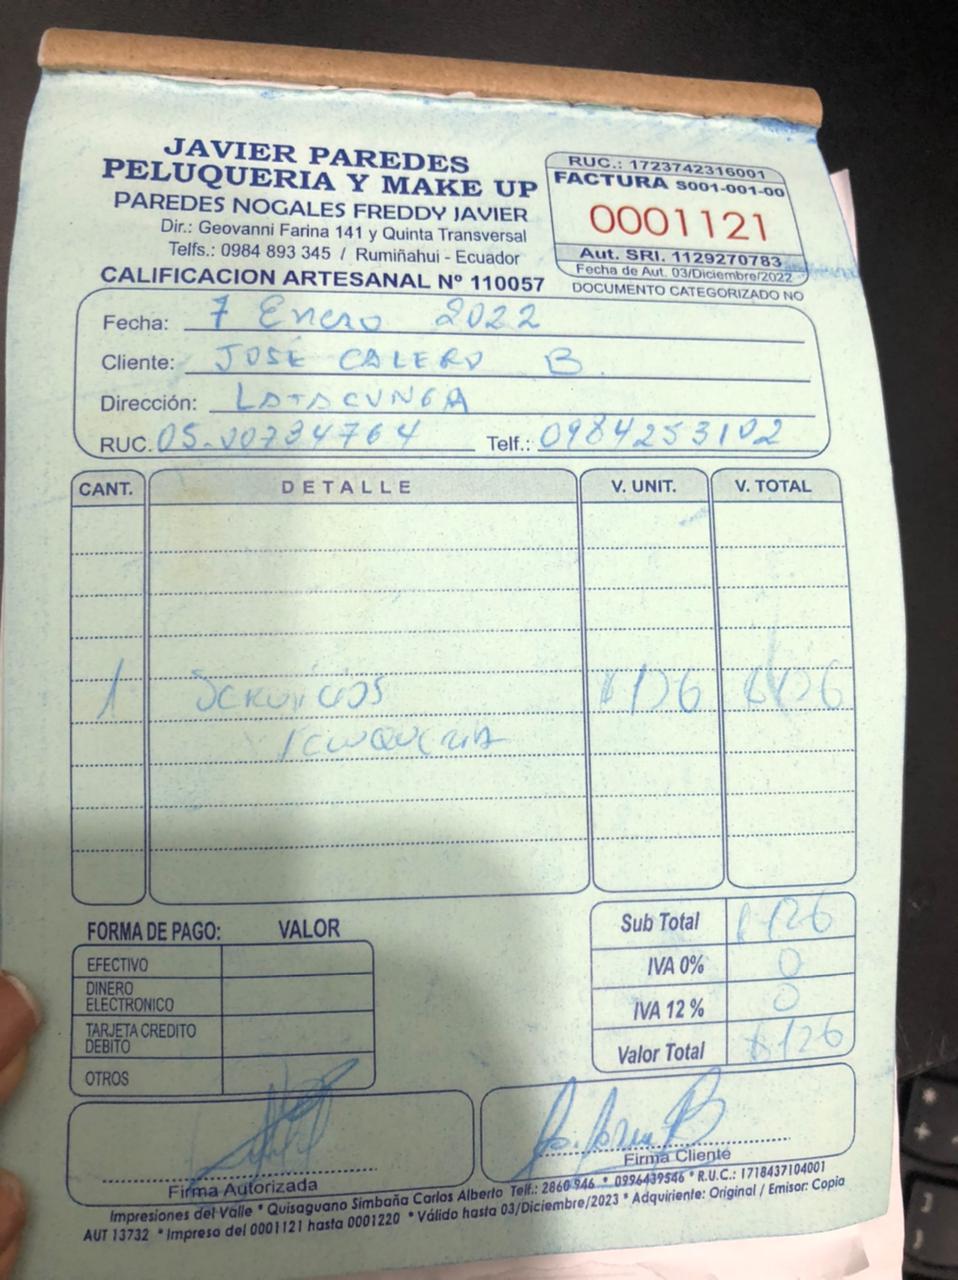 JAVIER PAREDES
PELUQUERIA Y MAKE UP
PAREDES NOGALES FREDDY JAVIER
Dir.: Geovanni Farina 141 y Quinta Transversal
Telfs.: 0984 893 345 / Rumiñahui - Ecuador
CALIFICACION ARTESANAL Nº 110057
RUC.: 1723742316001
FACTURA S001-001-00
0001121
Aut. SRI. 1129270783
Fecha de Aut. 03/Diciembre/2022
DOCUMENTO CATEGORIZADO NO
Fecha: 7 Enero 2022
Cliente: JOSÉ CALERO B.
Dirección: LATACUNGA
RUC. 05-00734764 Telf.: 0984253102
CANT. DETALLE V. UNIT. V. TOTAL
1 Servicios $126 $126
Peluqueria
FORMA DE PAGO: VALOR
EFECTIVO
DINERO ELECTRONICO
TARJETA CREDITO DEBITO
OTROS
Sub Total $126
IVA 0% 0
IVA 12 % 0
Valor Total $126
Firma Autorizada
Firma Cliente
Impresiones del Valle * Quisaguano Simbaña Carlos Alberto Telf.: 2860 946 * 0996439546 * R.U.C.: 1718437104001
AUT 13732 * Impreso del 0001121 hasta 0001220 * Válido hasta 03/Diciembre/2023 * Adquiriente: Original / Emisor: Copia